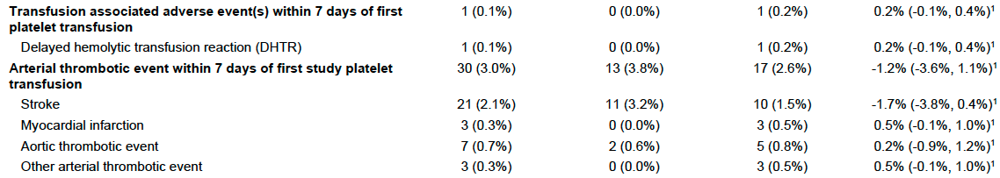 Transfusion associated adverse event(s) within 7 days of first 1 (0.1%) 0 (0.0%) 1 (0.2%) 0.2% (-0.1%, 0.4%)¹
platelet transfusion
Delayed hemolytic transfusion reaction (DHTR) 1 (0.1%) 0 (0.0%) 1 (0.2%) 0.2% (-0.1%, 0.4%)¹
Arterial thrombotic event within 7 days of first study platelet 30 (3.0%) 13 (3.8%) 17 (2.6%) -1.2% (-3.6%, 1.1%)¹
transfusion
Stroke 21 (2.1%) 11 (3.2%) 10 (1.5%) -1.7% (-3.8%, 0.4%)¹
Myocardial infarction 3 (0.3%) 0 (0.0%) 3 (0.5%) 0.5% (-0.1%, 1.0%)¹
Aortic thrombotic event 7 (0.7%) 2 (0.6%) 5 (0.8%) 0.2% (-0.9%, 1.2%)¹
Other arterial thrombotic event 3 (0.3%) 0 (0.0%) 3 (0.5%) 0.5% (-0.1%, 1.0%)¹